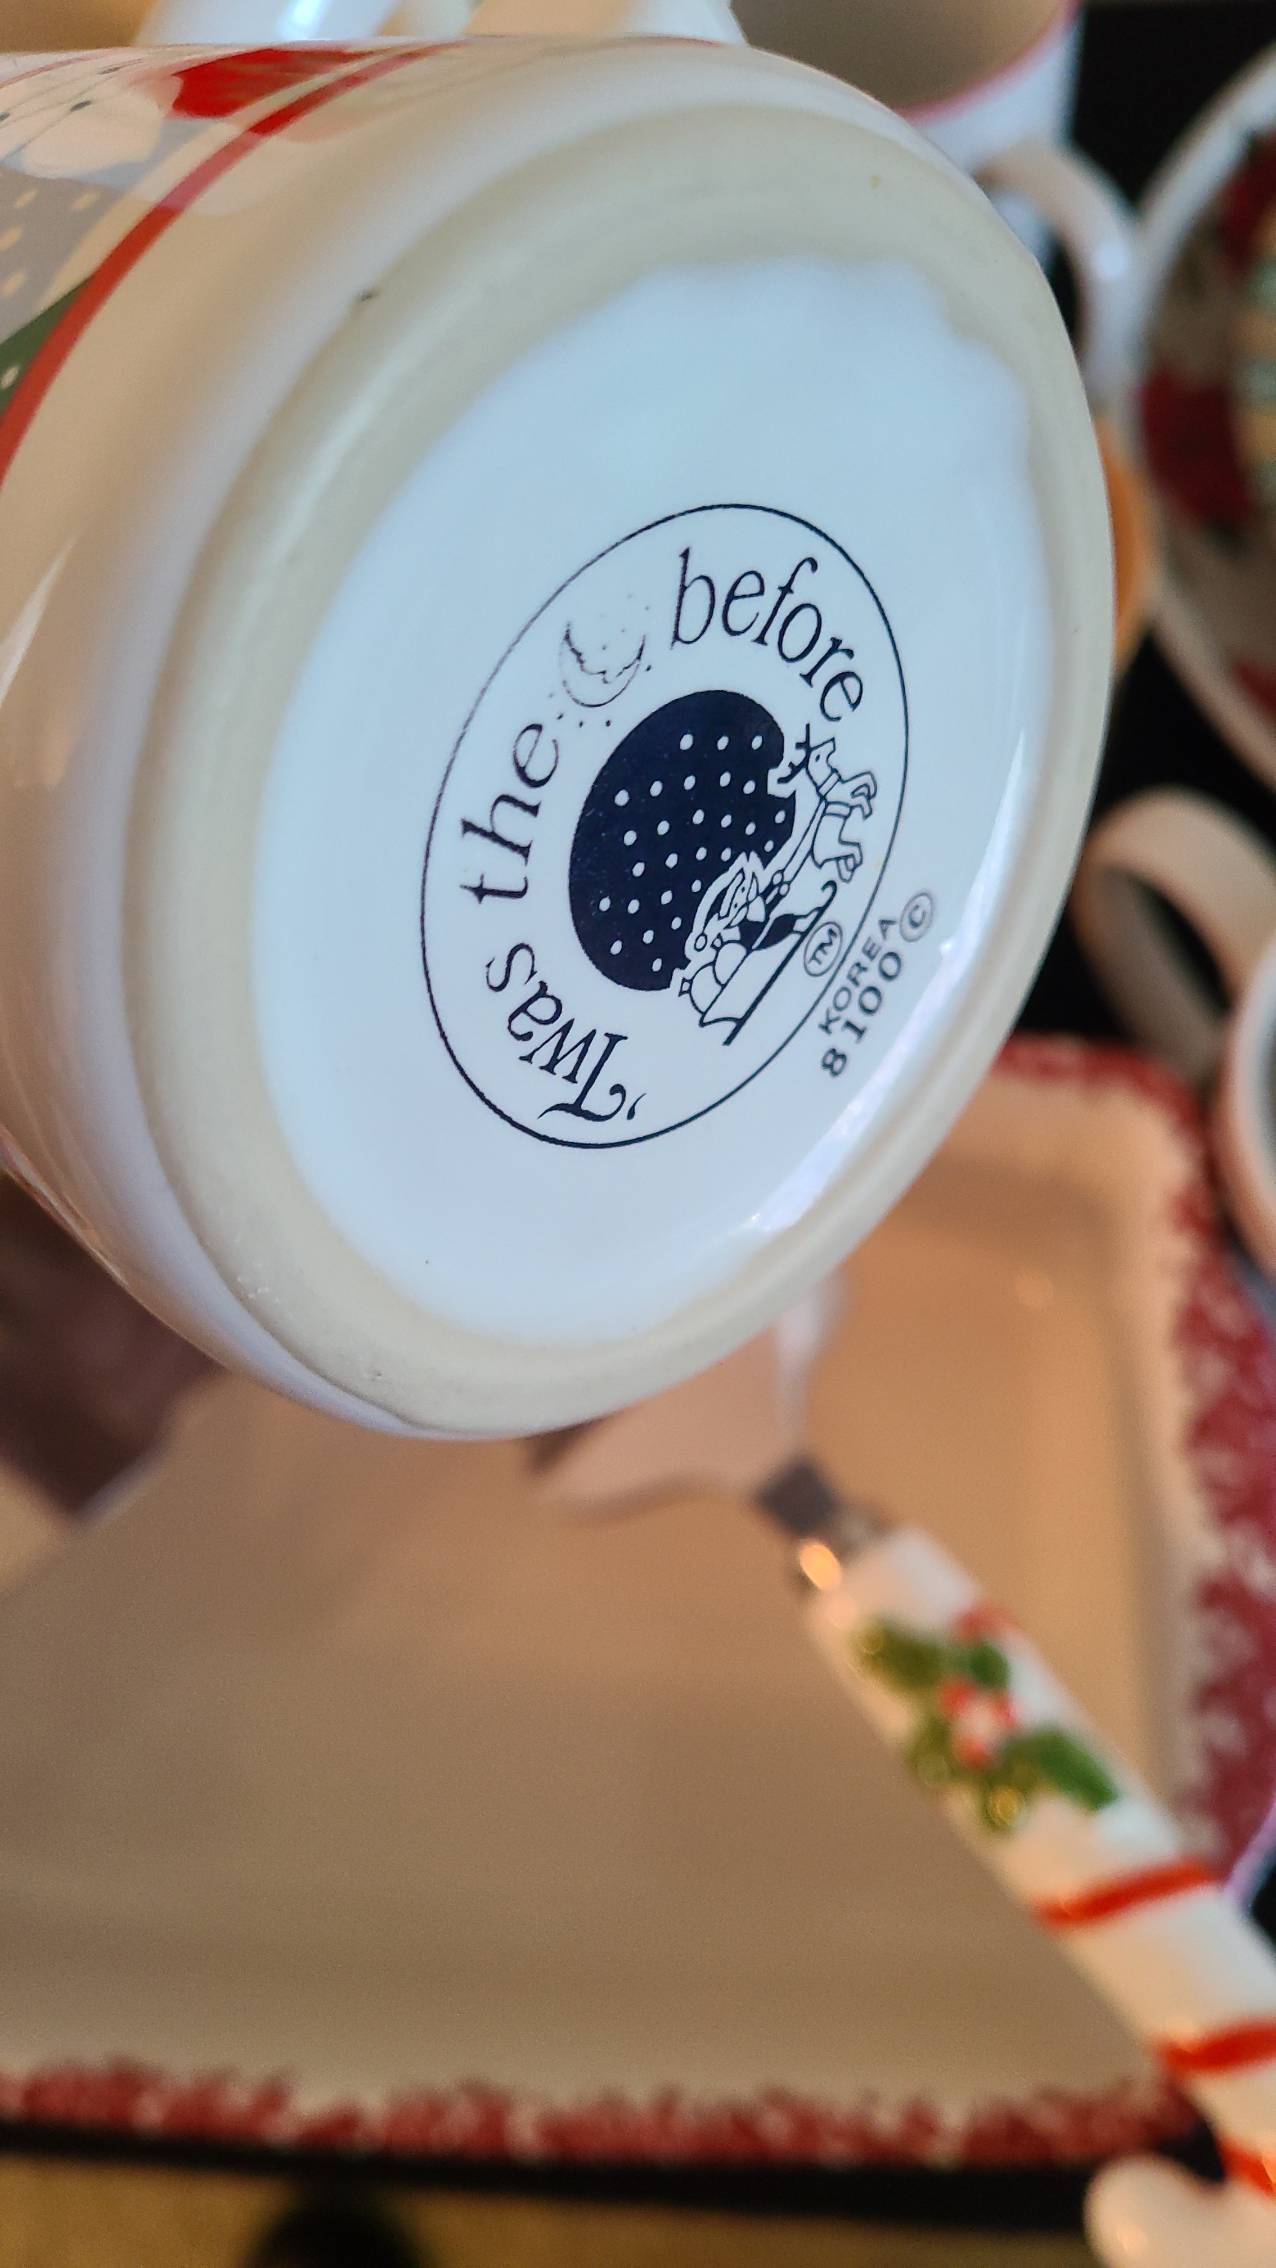 'Twas the before
TM
KOREA ©
8100